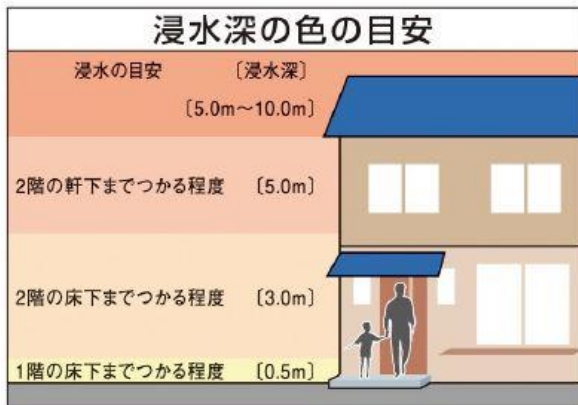 浸水深の色の目安
浸水の目安 〔浸水深〕
〔5.0m～10.0m〕
2階の軒下までつかる程度 〔5.0m〕
2階の床下までつかる程度 〔3.0m〕
1階の床下までつかる程度 〔0.5m〕